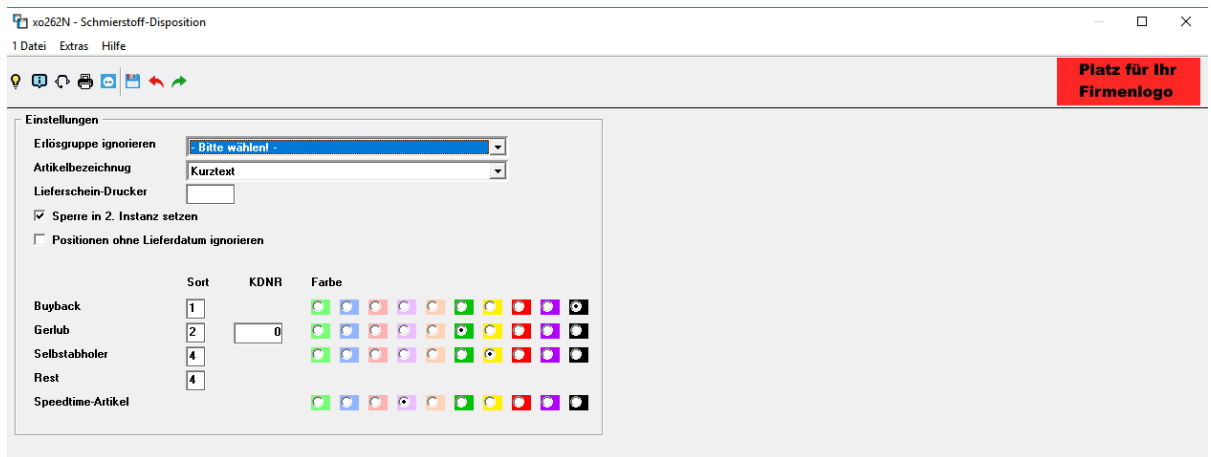 xo262N - Schmierstoff-Disposition
1 Datei Extras Hilfe
Platz für Ihr
Firmenlogo
Einstellungen
Erlösgruppe ignorieren - Bitte wählen! -
Artikelbezeichnug Kurztext
Lieferschein-Drucker
Sperre in 2. Instanz setzen
Positionen ohne Lieferdatum ignorieren
Sort KDNR Farbe
Buyback 1
Gerlub 2 0
Selbstabholer 4
Rest 4
Speedtime-Artikel